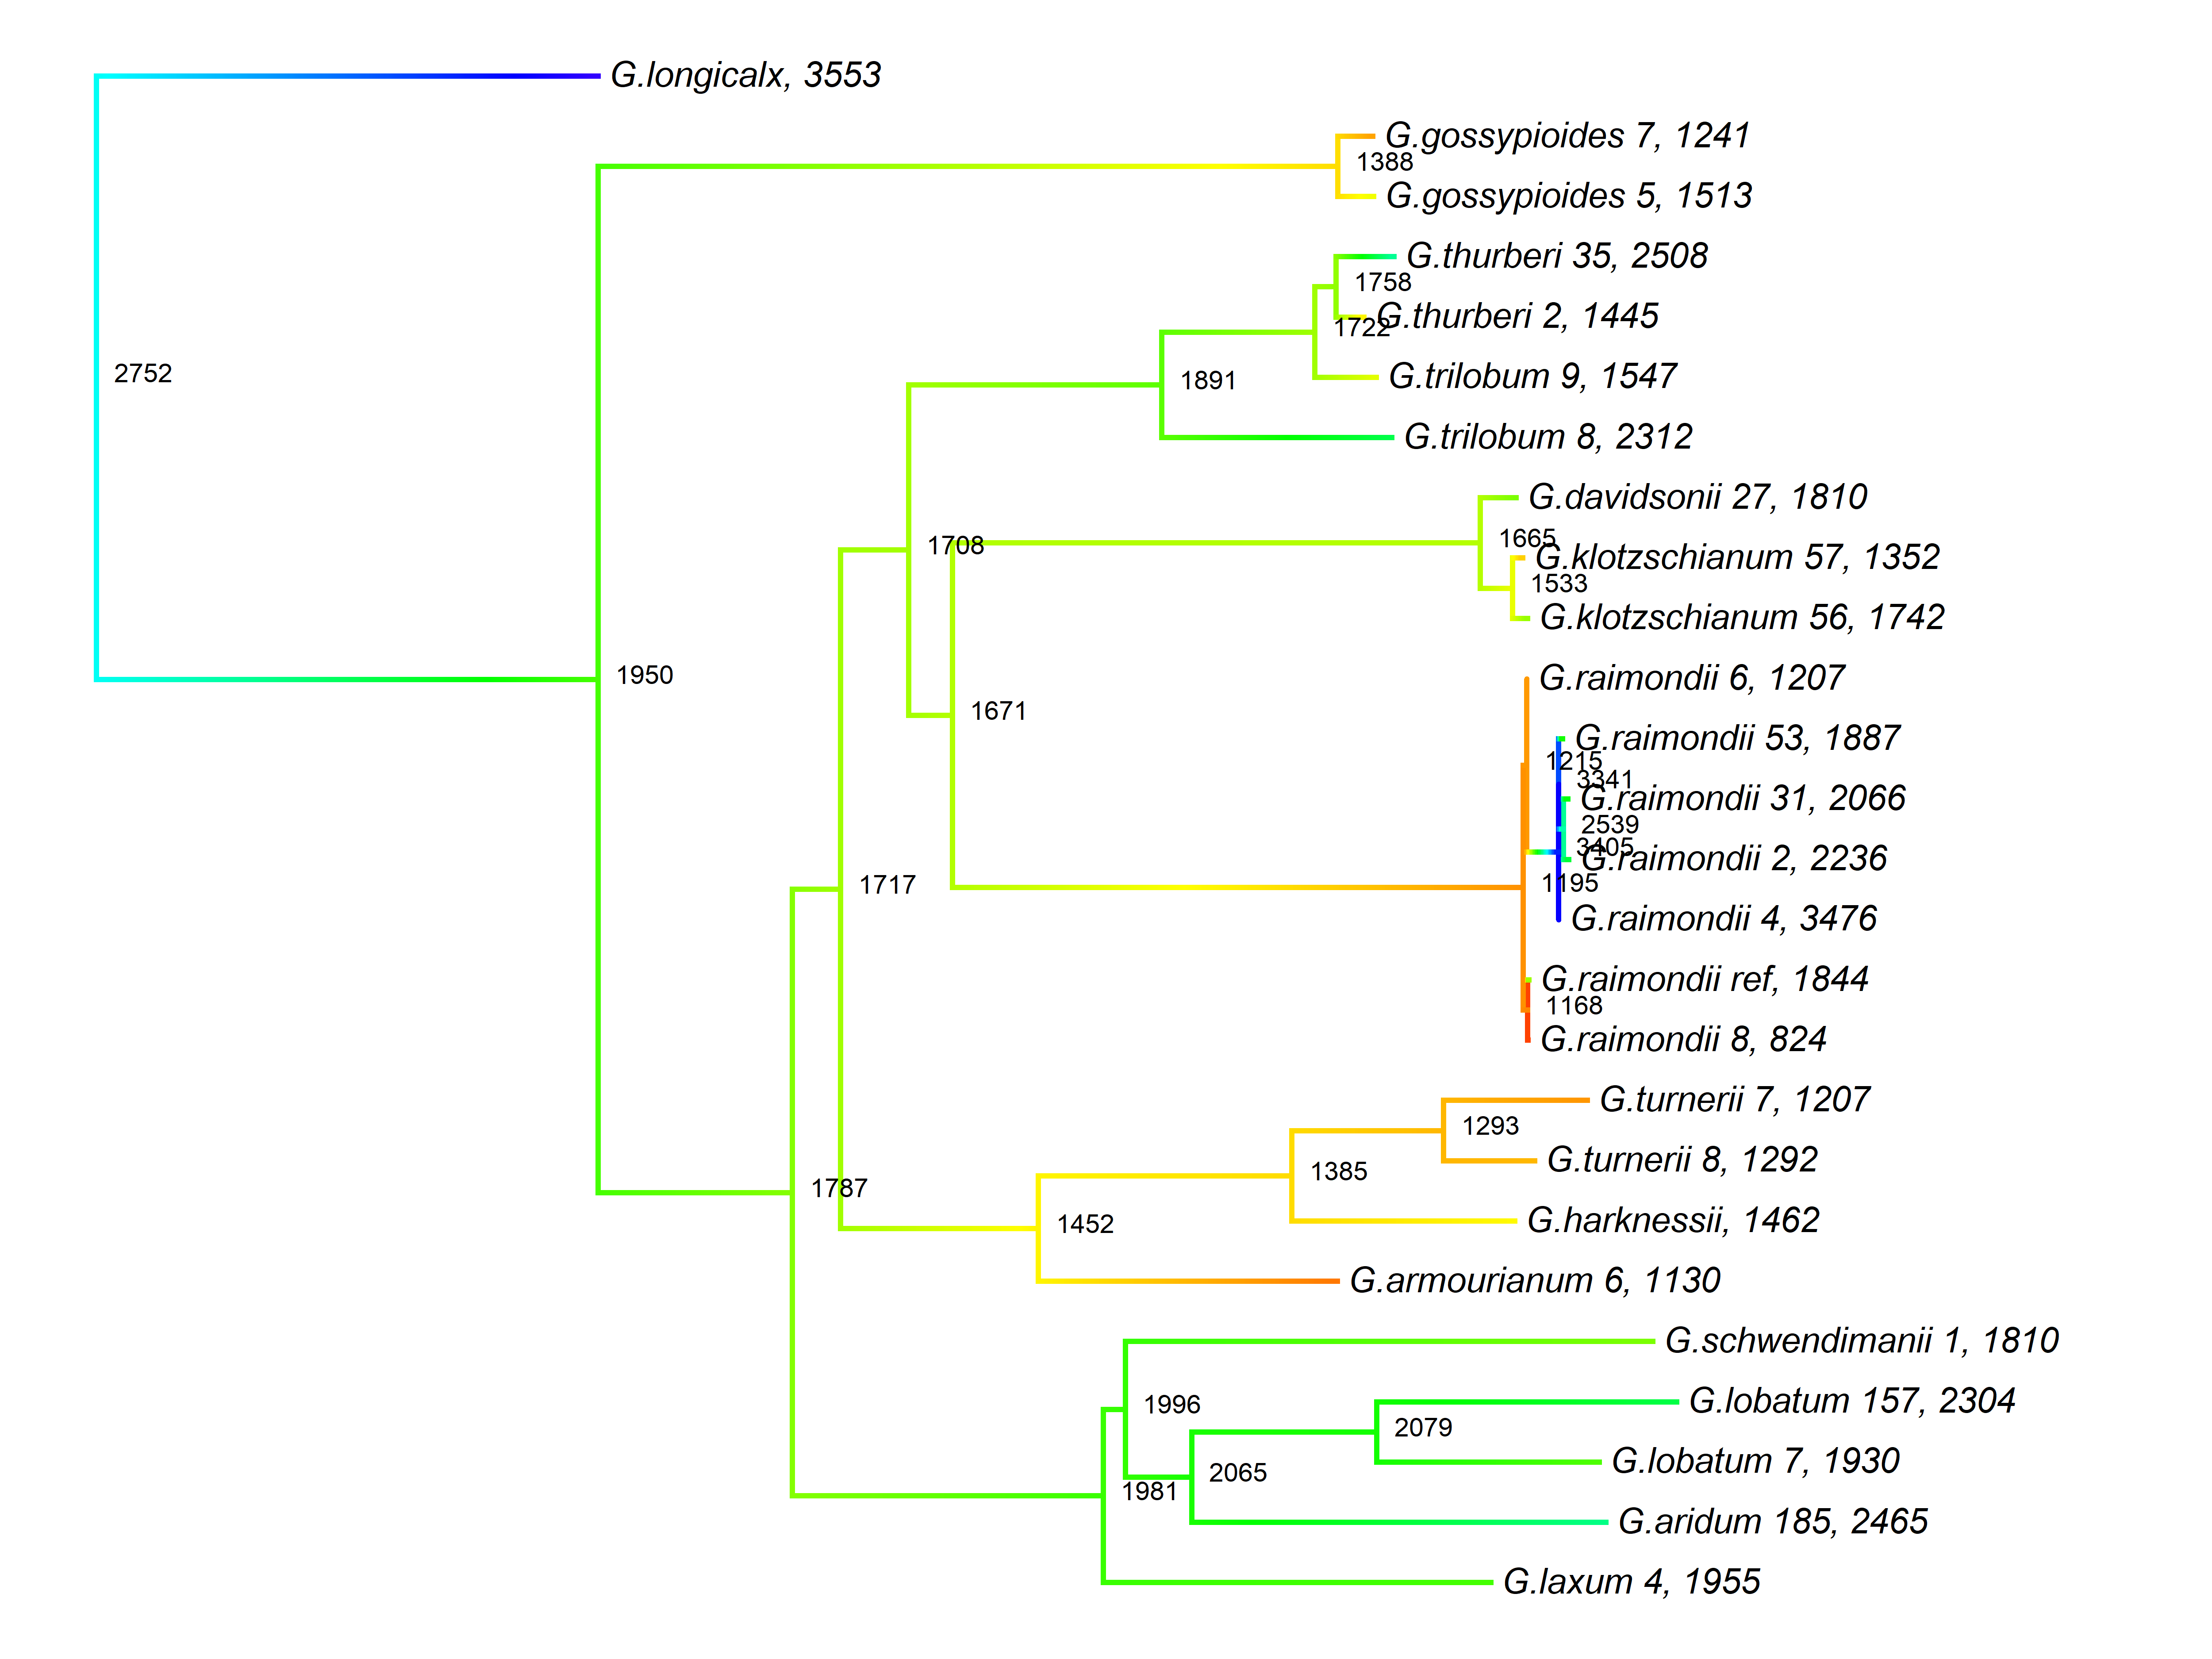 G.longicalx, 3553
G.gossypioides 7, 1241
1388
G.gossypioides 5, 1513
G.thurberi 35, 2508
1758
G.thurberi 2, 1445
1722
2752
G.trilobum 9, 1547
1891
G.trilobum 8, 2312
G.davidsonii 27, 1810
1665
1708
G.klotzschianum 57, 1352
1533
G.klotzschianum 56, 1742
1950
G.raimondii 6, 1207
1671
G.raimondii 53, 1887
1215
3341
G.raimondii 31, 2066
2539
3405
G.raimondii 2, 2236
1195
1717
G.raimondii 4, 3476
G.raimondii ref, 1844
1168
G.raimondii 8, 824
G.turnerii 7, 1207
1293
G.turnerii 8, 1292
1385
1787
G.harknessii, 1462
1452
G.armourianum 6, 1130
G.schwendimanii 1, 1810
G.lobatum 157, 2304
1996
2079
G.lobatum 7, 1930
2065
1981
G.aridum 185, 2465
G.laxum 4, 1955